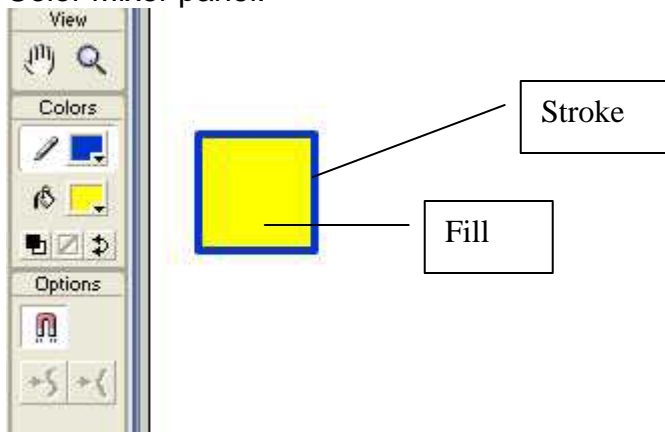 Color Mixer panel.
View
Colors
Stroke
Fill
Options